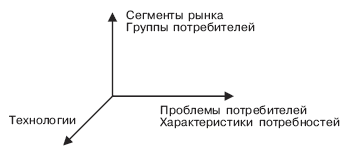 Сегменты рынка
Группы потребителей
Технологии
Проблемы потребителей
Характеристики потребностей